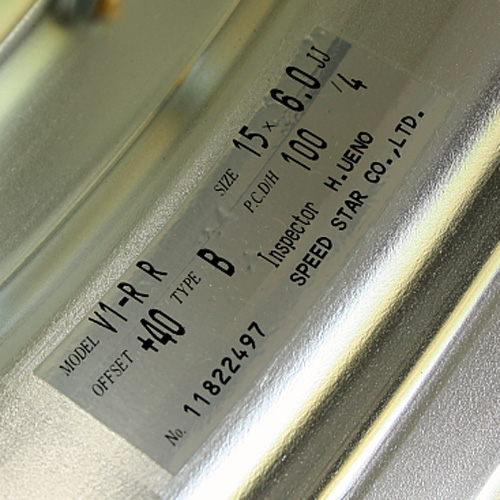 MODEL V1-R R SIZE 15 × 6.0 JJ
OFFSET +40 TYPE B P.C.D/H 100 /4
Inspector H.UENO
No. 11822497 SPEED STAR CO.,LTD.